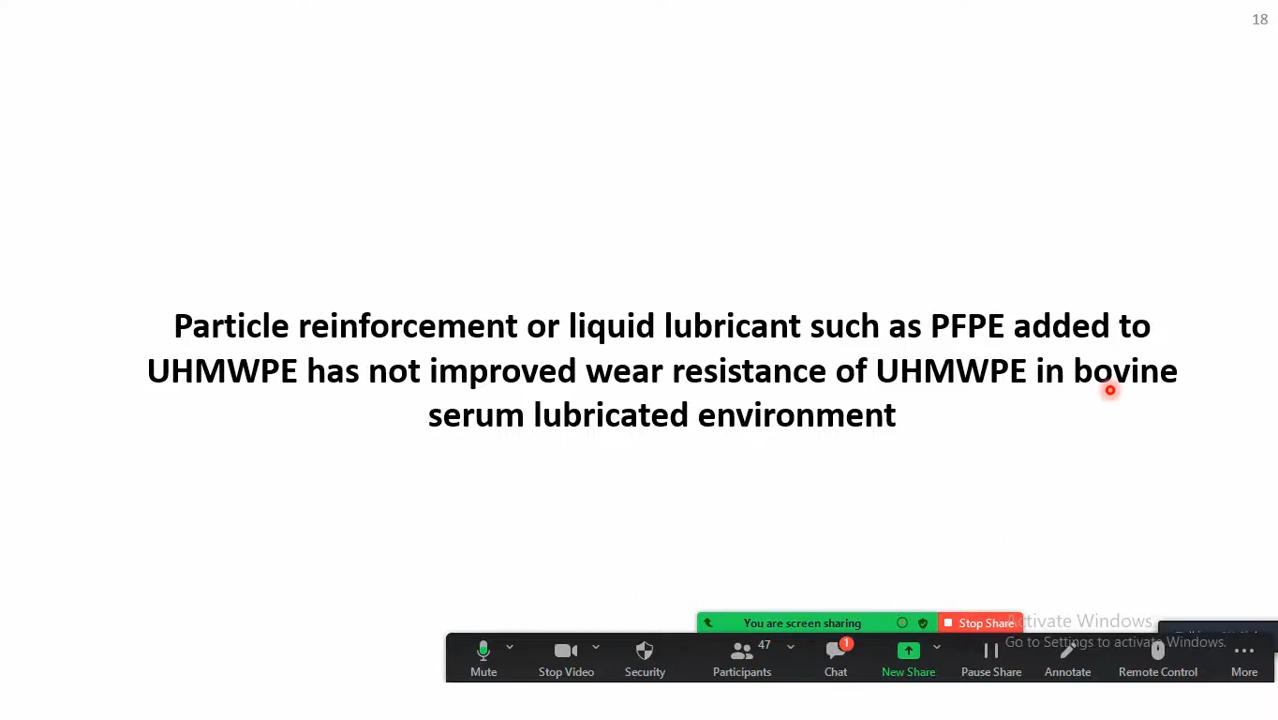 18
Particle reinforcement or liquid lubricant such as PFPE added to
UHMWPE has not improved wear resistance of UHMWPE in bovine
serum lubricated environment
You are screen sharing
Stop Share
Activate Windows
Go to Settings to activate Windows.
47
1
Mute
Stop Video
Security
Participants
Chat
New Share
Pause Share
Annotate
Remote Control
More